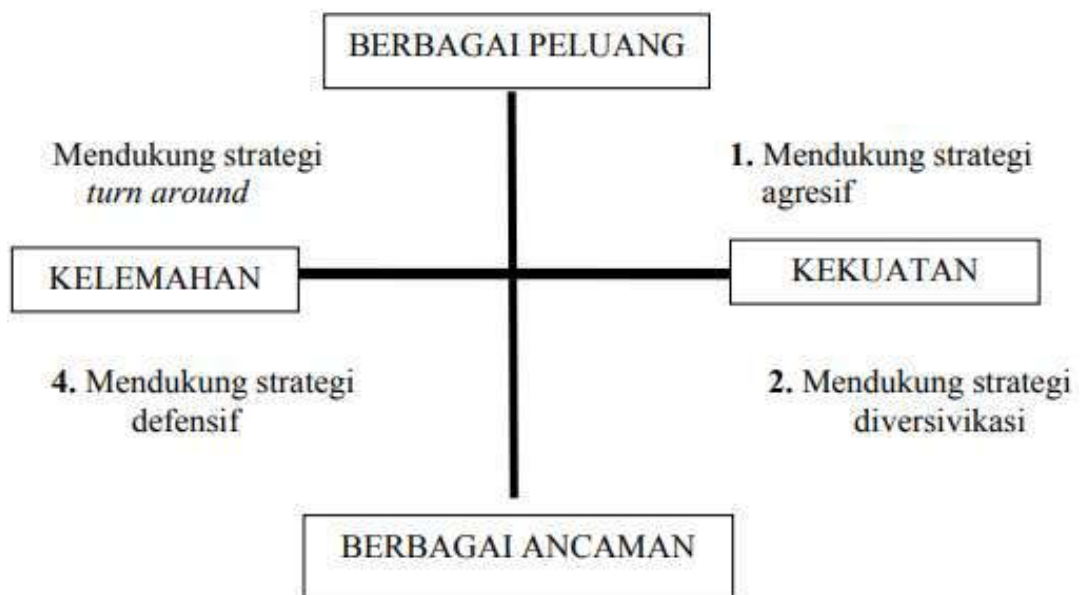 BERBAGAI PELUANG
Mendukung strategi
turn around
1. Mendukung strategi
agresif
KELEMAHAN
KEKUATAN
4. Mendukung strategi
defensif
2. Mendukung strategi
diversivikasi
BERBAGAI ANCAMAN